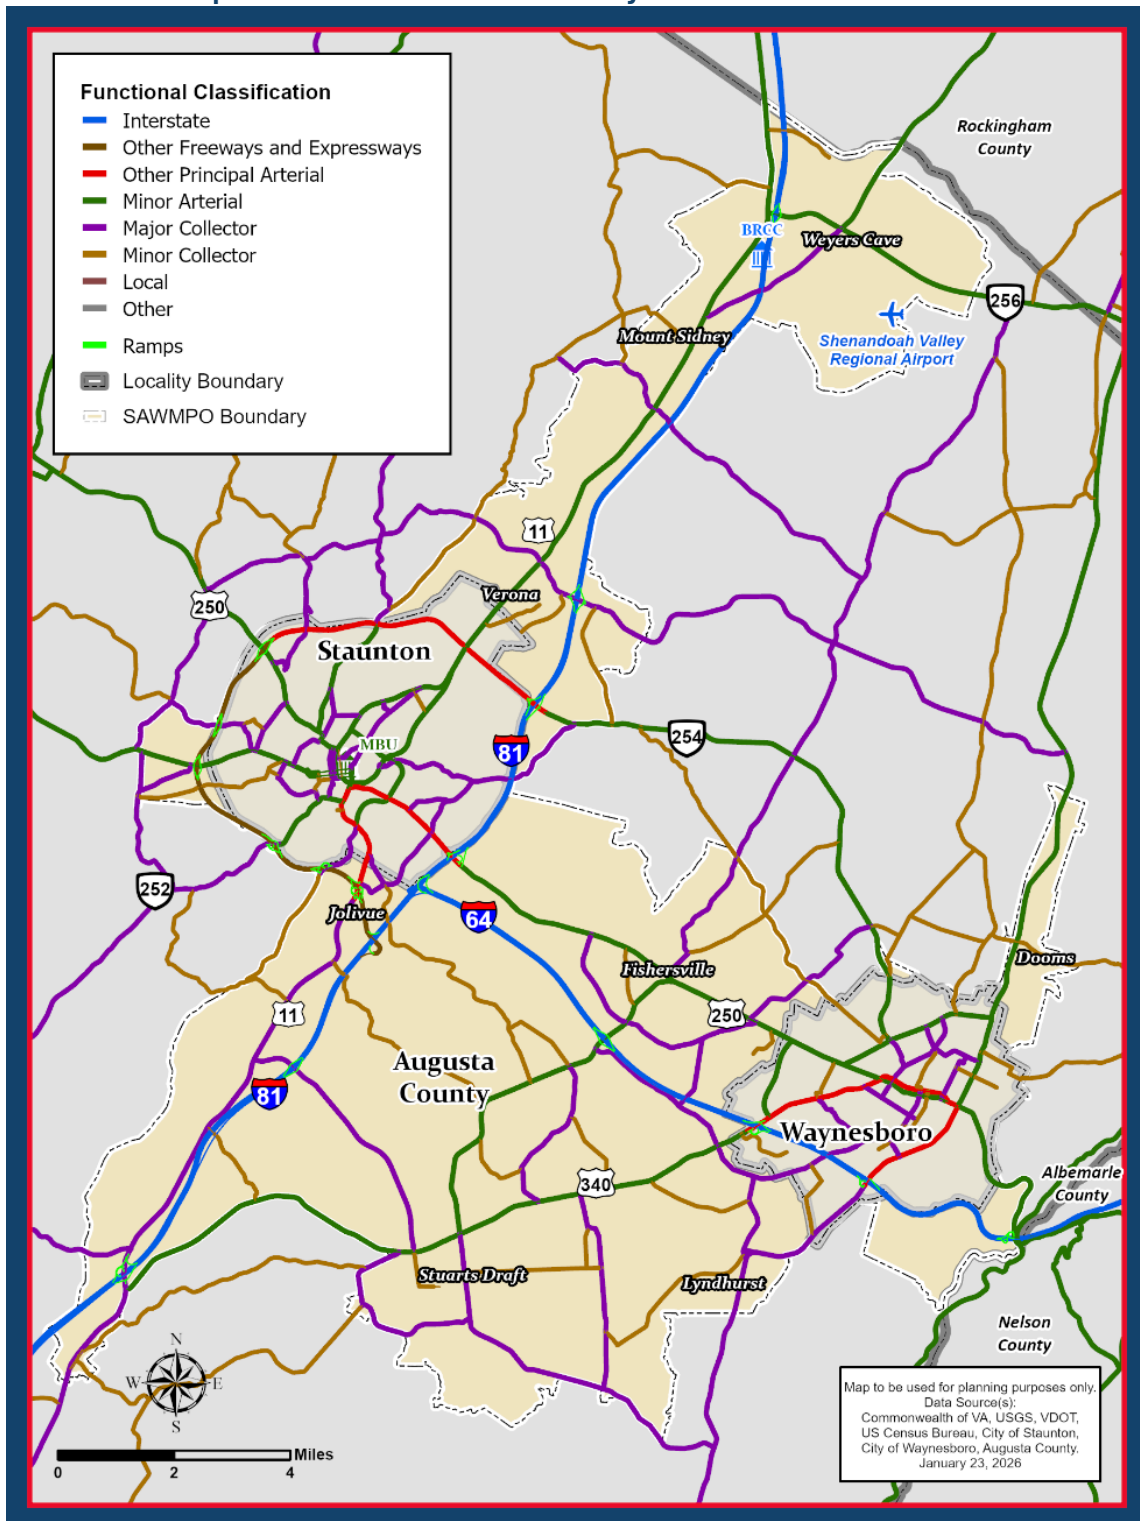 Functional Classification
Interstate
Other Freeways and Expressways
Other Principal Arterial
Minor Arterial
Major Collector
Minor Collector
Local
Other
Ramps
Locality Boundary
SAWMPO Boundary
Rockingham
County
BRCC
Weyers Cave
256
Mount Sidney
Shenandoah Valley
Regional Airport
11
Verona
250
Staunton
MBU
81
254
252
64
Jolivue
Fishersville
Dooms
11
250
Augusta
County
81
Waynesboro
340
Albemarle
County
Stuarts Draft
Lyndhurst
Nelson
County
N
W
E
S
Miles
0
2
4
Map to be used for planning purposes only.
Data Source(s):
Commonwealth of VA, USGS, VDOT,
US Census Bureau, City of Staunton,
City of Waynesboro, Augusta County.
January 23, 2026